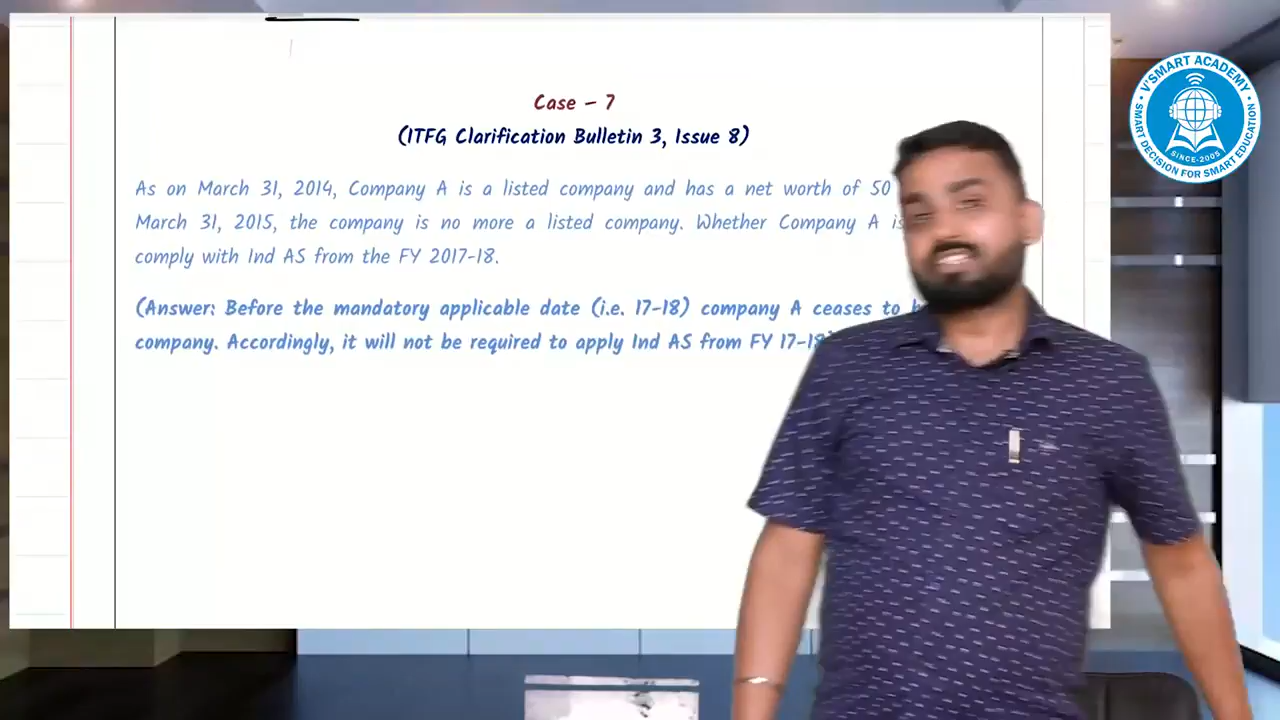 Case – 7
(ITFG Clarification Bulletin 3, Issue 8)
As on March 31, 2014, Company A is a listed company and has a net worth of 50
March 31, 2015, the company is no more a listed company. Whether Company A is
comply with Ind AS from the FY 2017-18.
(Answer: Before the mandatory applicable date (i.e. 17-18) company A ceases to
company. Accordingly, it will not be required to apply Ind AS from FY 17-18
V'SMART ACADEMY
SINCE-2005
SMART DECISION FOR SMART EDUCATION